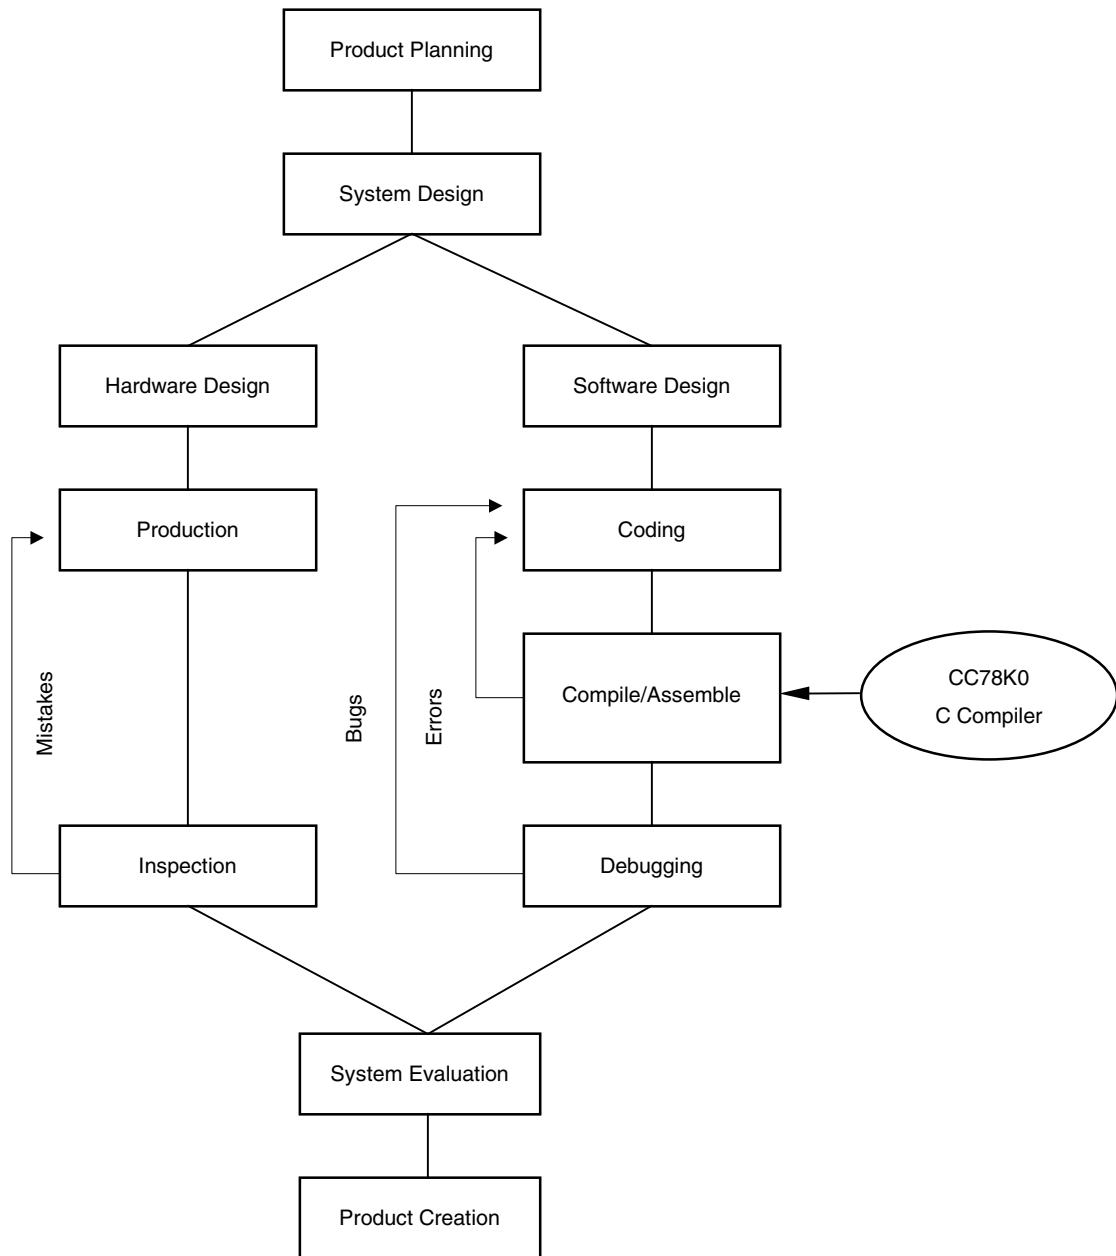 Product Planning
System Design
Hardware Design
Software Design
Production
Coding
Mistakes
Bugs
Errors
Compile/Assemble
CC78K0
C Compiler
Inspection
Debugging
System Evaluation
Product Creation